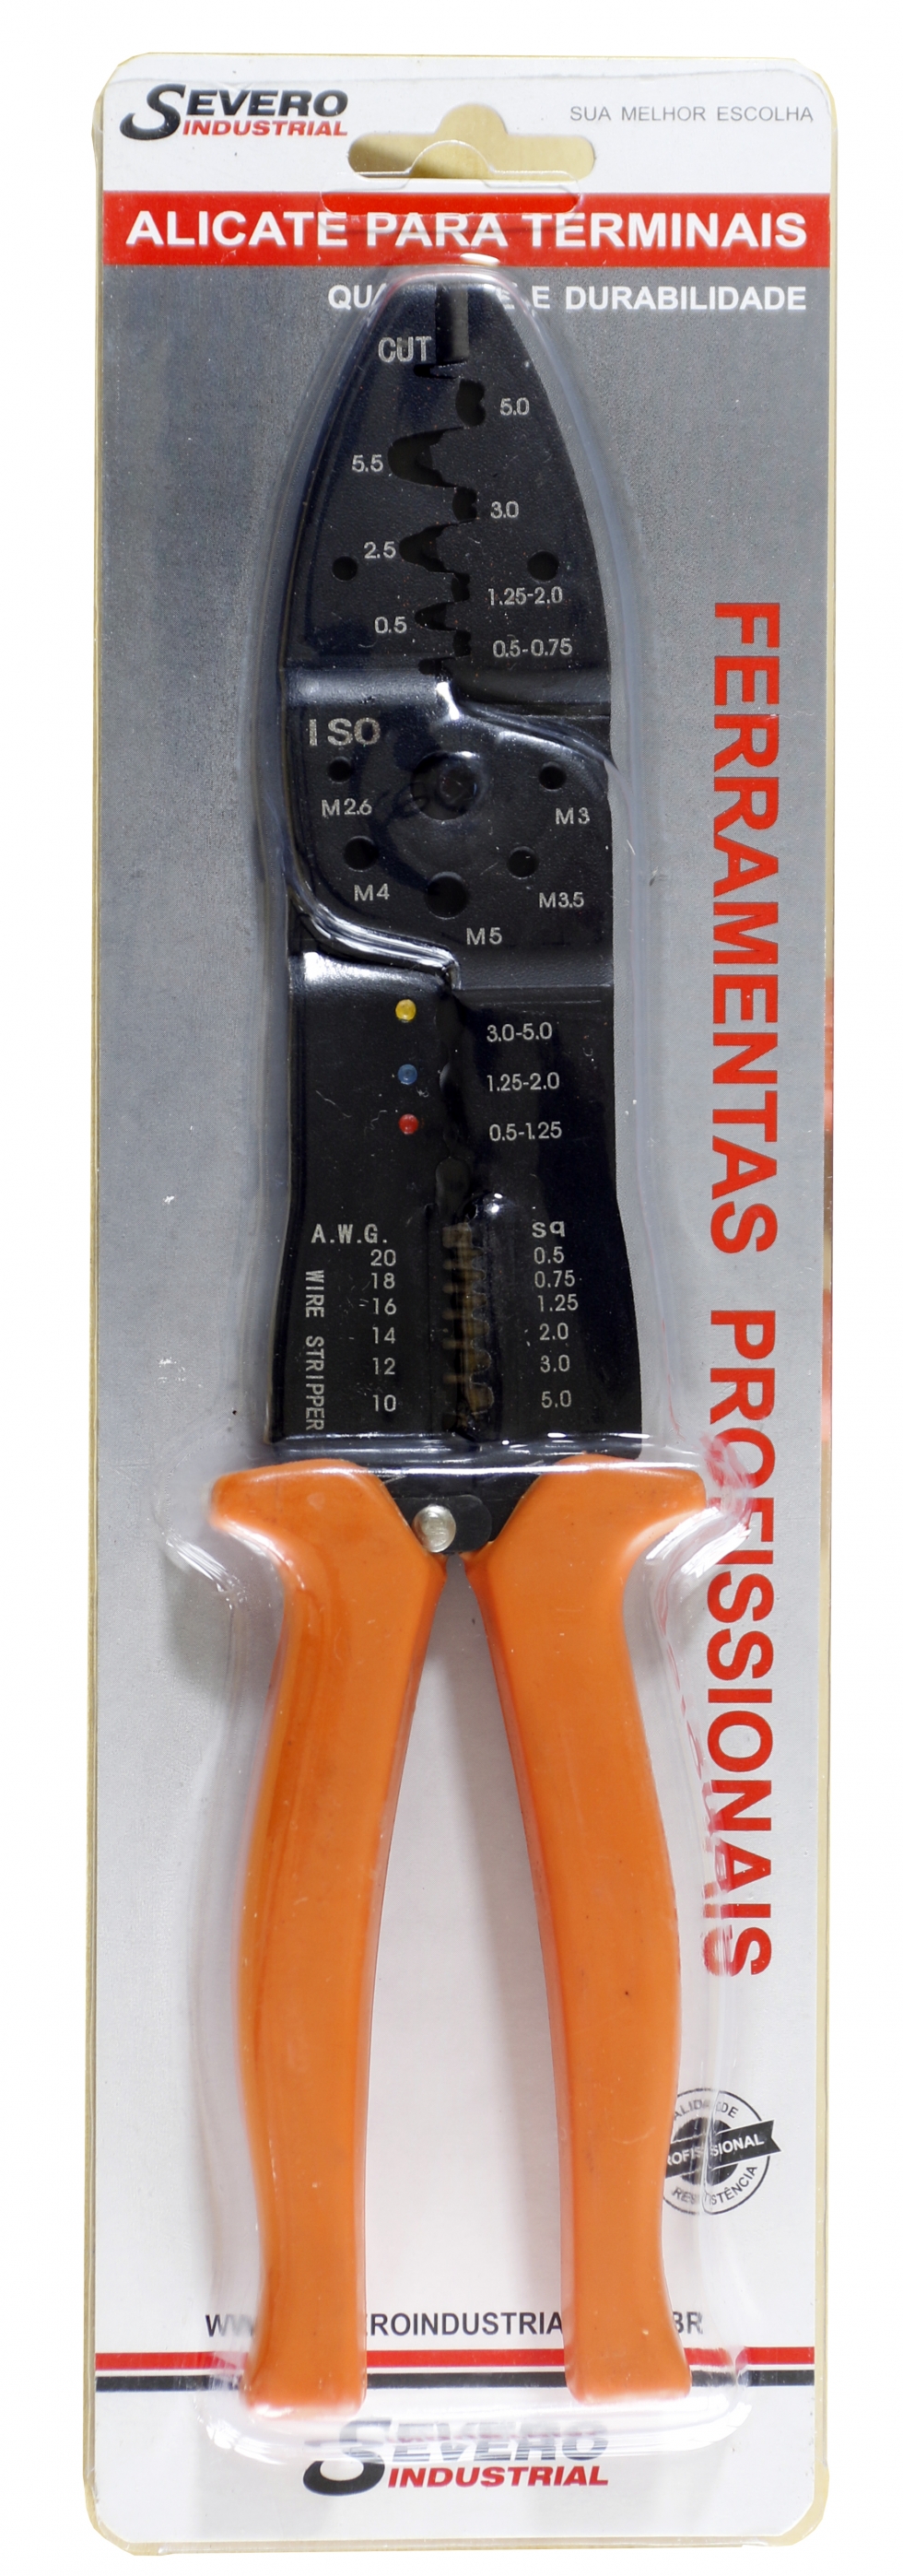 SEVERO
INDUSTRIAL
SUA MELHOR ESCOLHA
ALICATE PARA TERMINAIS
E DURABILIDADE
CUT
5.0
5.5
3.0
2.5
1.25-2.0
0.5
0.5-0.75
ISO
M2.6
M3
M4
M3.5
M5
3.0-5.0
1.25-2.0
0.5-1.25
A.W.G. sq
20 0.5
18 0.75
16 1.25
14 2.0
12 3.0
10 5.0
WIRE STRIPPER
FERRAMENTAS PROFISSIONAIS
SEVERO
INDUSTRIAL